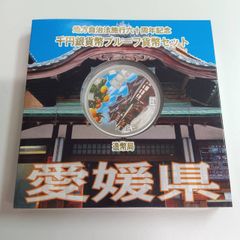 地方自治法施行六十周年記念
千円銀貨幣プルーフ貨幣セット
造幣局
愛媛県